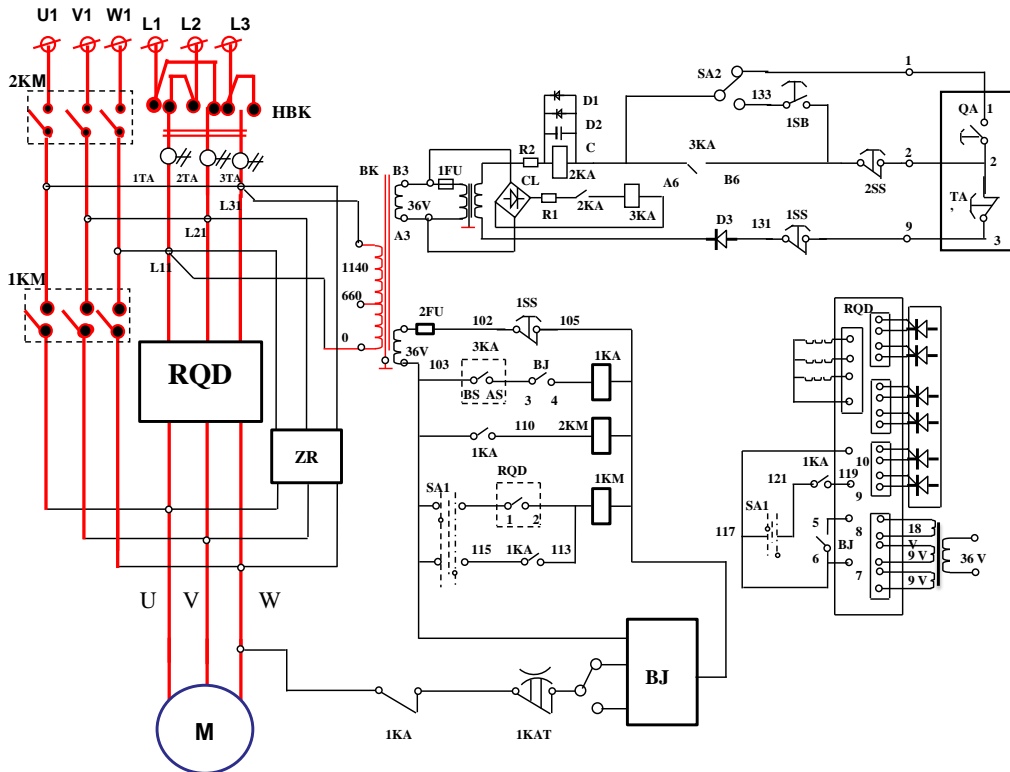 U1 V1 W1 L1 L2 L3
2KM
HBK
1TA 2TA 3TA
L31
L21
L11
1KM
RQD
ZR
U V W
M
BK
B3
1FU
36V
A3
CL
R2
D1
D2
C
2KA
R1
2KA
3KA
SA2
133
1SB
3KA
A6
B6
2SS
1
2
9
QA
1
2
TA
,
3
D3
131
1SS
1140
660
0
2FU
36V
103
102
1SS
105
3KA
BS AS
BJ
3 4
1KA
110
1KA
2KM
RQD
SA1
1 2
1KM
115
1KA
113
BJ
1KA
1KAT
RQD
1KA
121
119
10
9
SA1
117
5
8
BJ
6
7
18
V
9 V
9 V
36 V